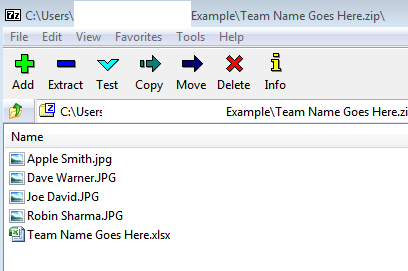 7z C:\Users\ Example\Team Name Goes Here.zip\
File Edit View Favorites Tools Help
Add Extract Test Copy Move Delete Info
C:\Users Example\Team Name Goes Here.zi
Name
Apple Smith.jpg
Dave Warner.JPG
Joe David.JPG
Robin Sharma.JPG
Team Name Goes Here.xlsx